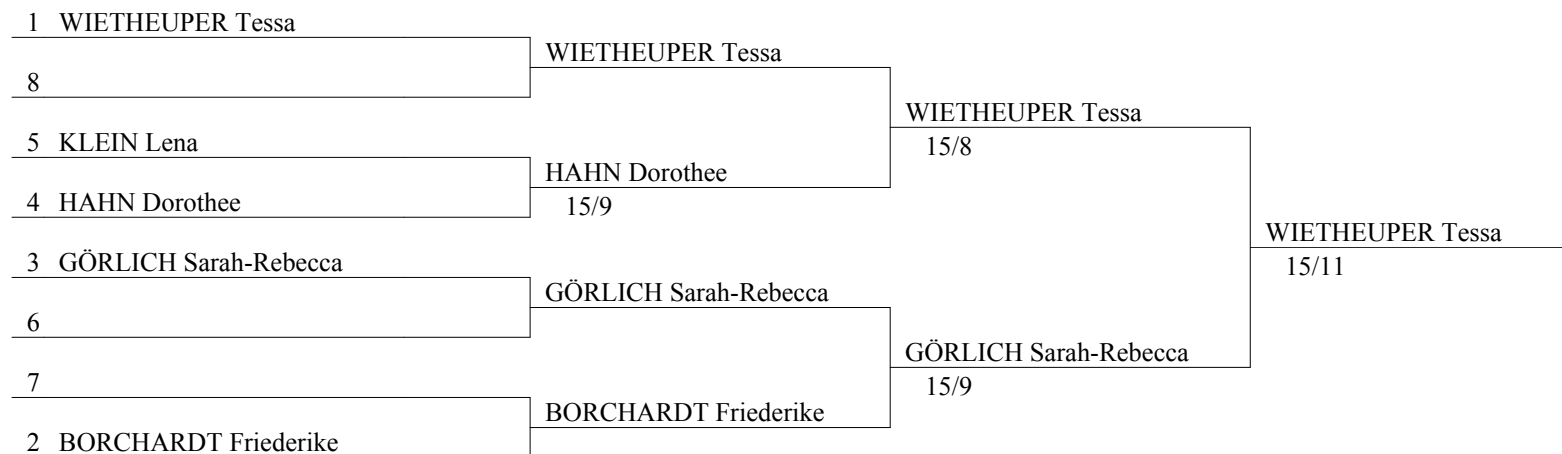 1 WIETHEUPER Tessa
WIETHEUPER Tessa
8
WIETHEUPER Tessa
5 KLEIN Lena
15/8
HAHN Dorothee
4 HAHN Dorothee
15/9
WIETHEUPER Tessa
3 GÖRLICH Sarah-Rebecca
15/11
GÖRLICH Sarah-Rebecca
6
GÖRLICH Sarah-Rebecca
7
15/9
BORCHARDT Friederike
2 BORCHARDT Friederike